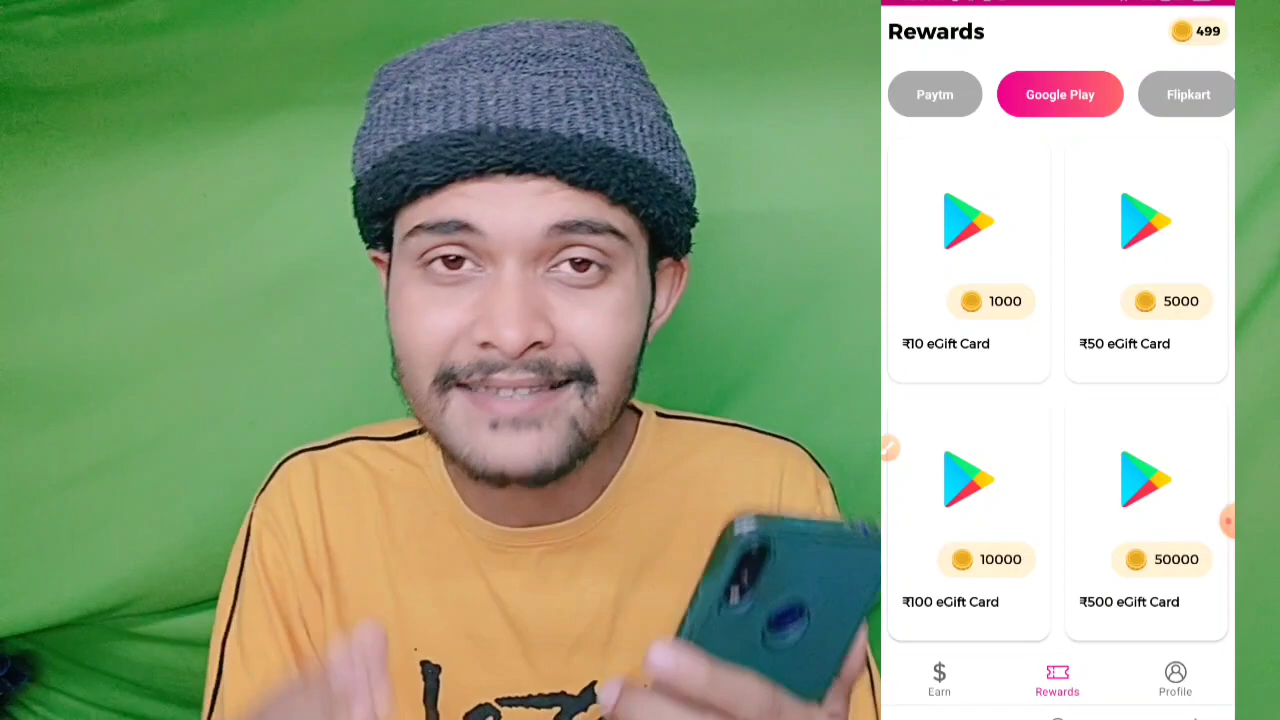 Rewards
499
Paytm
Google Play
Flipkart
1000
5000
₹10 eGift Card
₹50 eGift Card
10000
50000
₹100 eGift Card
₹500 eGift Card
Earn
Rewards
Profile